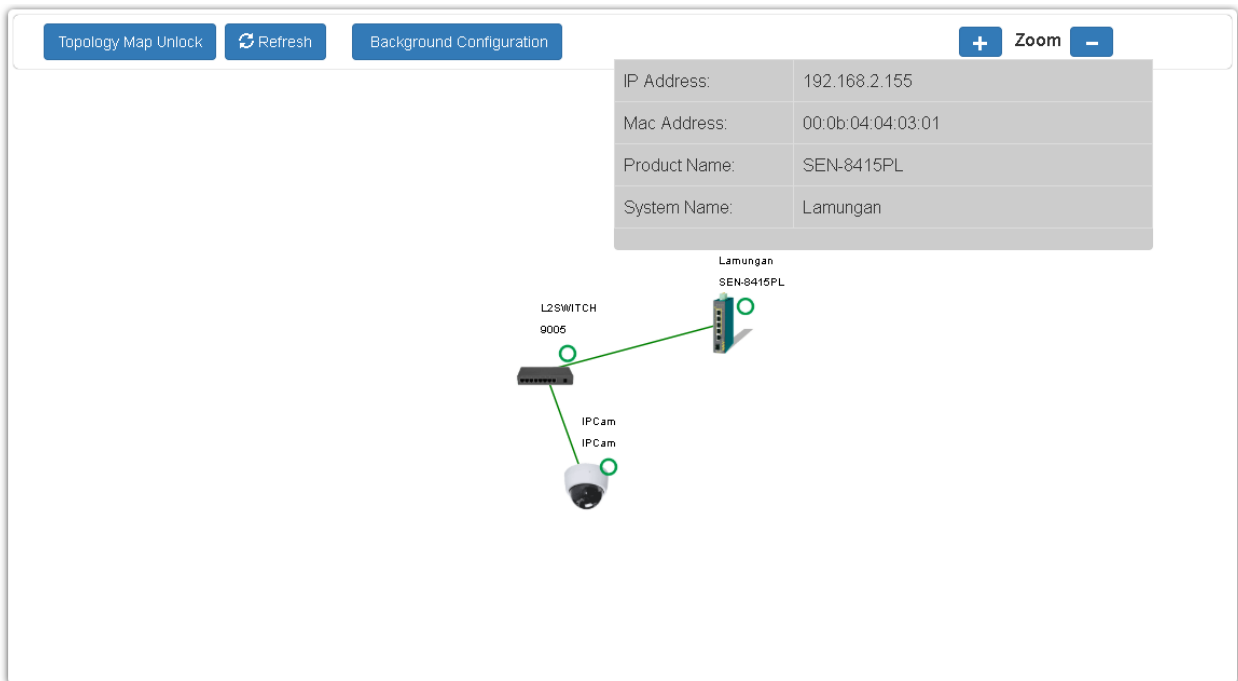 Topology Map Unlock Refresh Background Configuration + Zoom −
IP Address: 192.168.2.155
Mac Address: 00:0b:04:04:03:01
Product Name: SEN-8415PL
System Name: Lamungan
Lamungan
SEN-8415PL
L2SWITCH
9005
IPCam
IPCam